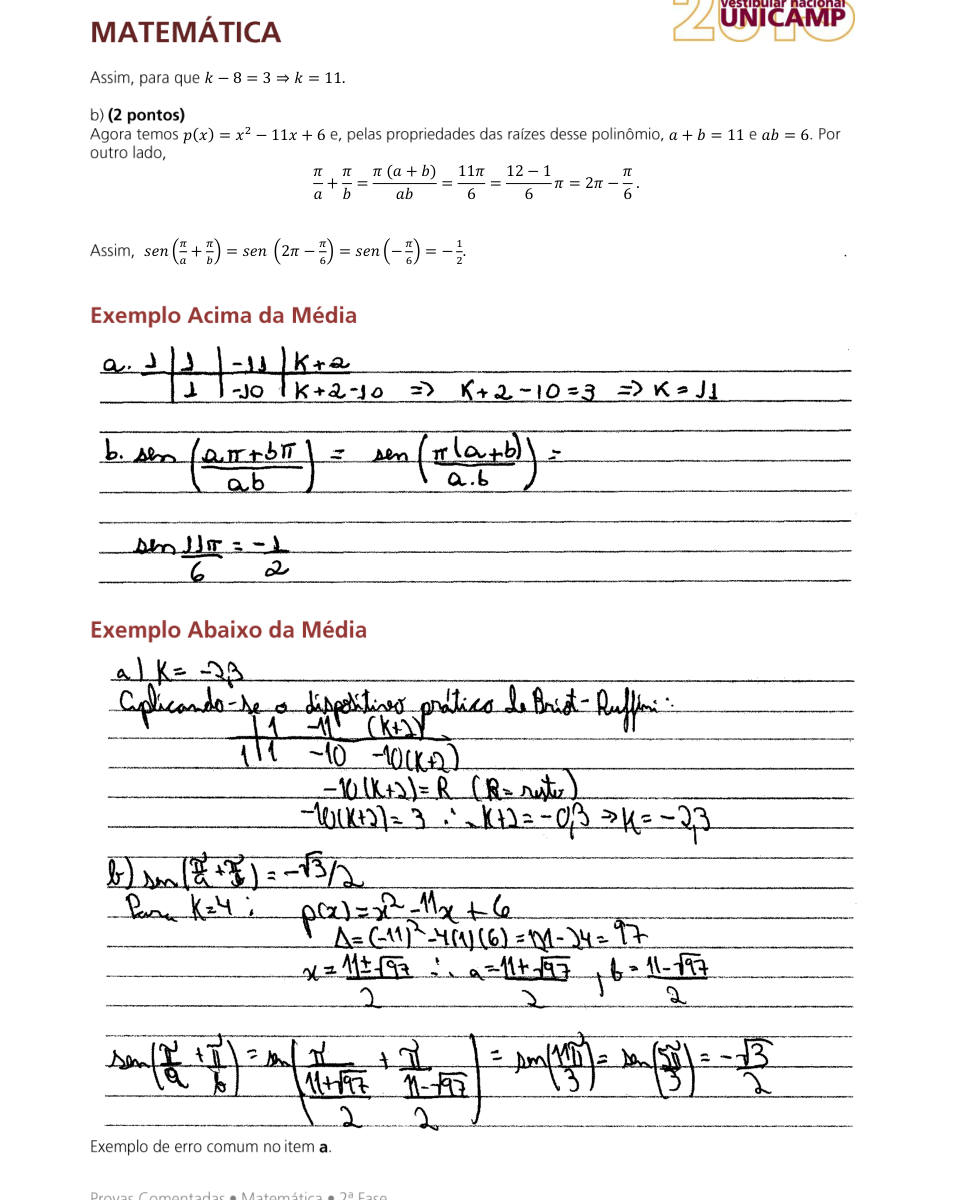 vestibular nacional
UNICAMP
MATEMÁTICA
Assim, para que k − 8 = 3 ⇒ k = 11.
b) (2 pontos)
Agora temos p(x) = x² − 11x + 6 e, pelas propriedades das raízes desse polinômio, a + b = 11 e ab = 6. Por
outro lado,
π/a + π/b = π (a + b)/ab = 11π/6 = 12 − 1/6 π = 2π − π/6.
Assim, sen (π/a + π/b) = sen (2π − π/6) = sen (−π/6) = −1/2.
Exemplo Acima da Média
a. 1 | 1 | -11 | K+2
1 | -10 | K+2-10 => K+2-10=3 => K=11
b. sen (aπ+bπ/ab) = sen (π(a+b)/a.b) =
sen 11π/6 = -1/2
Exemplo Abaixo da Média
a) K= -2,3
Aplicando-se o dispositivo prático de Briot-Ruffini:
1 -11 (K+2)
1 | 1 -10 -10(K+2)
-10(K+2)=R (R=resto)
-10(K+2)=3 ∴ K+2=-0,3 ⇒ K=-2,3
b) sen(π/a + π/b) = -√3/2
Para K=4: p(x)=x²-11x+6
Δ=(-11)²-4(1)(6)=121-24=97
x = 11±√97/2 ∴ a = 11+√97/2, b = 11-√97/2
sen(π/a + π/b) = sen(π/(11+√97/2) + π/(11-√97/2)) = sen(11π/3) = sen(5π/3) = -√3/2
Exemplo de erro comum no item a.
Provas Comentadas • Matemática • 2ª Fase